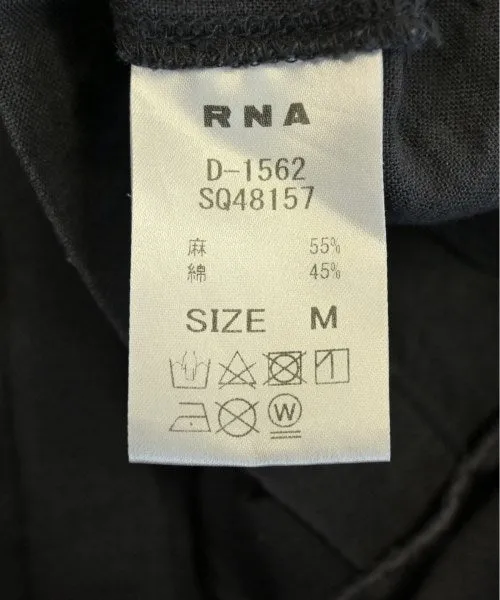 RNA
D-1562
SQ48157
麻 55%
綿 45%
SIZE M
W